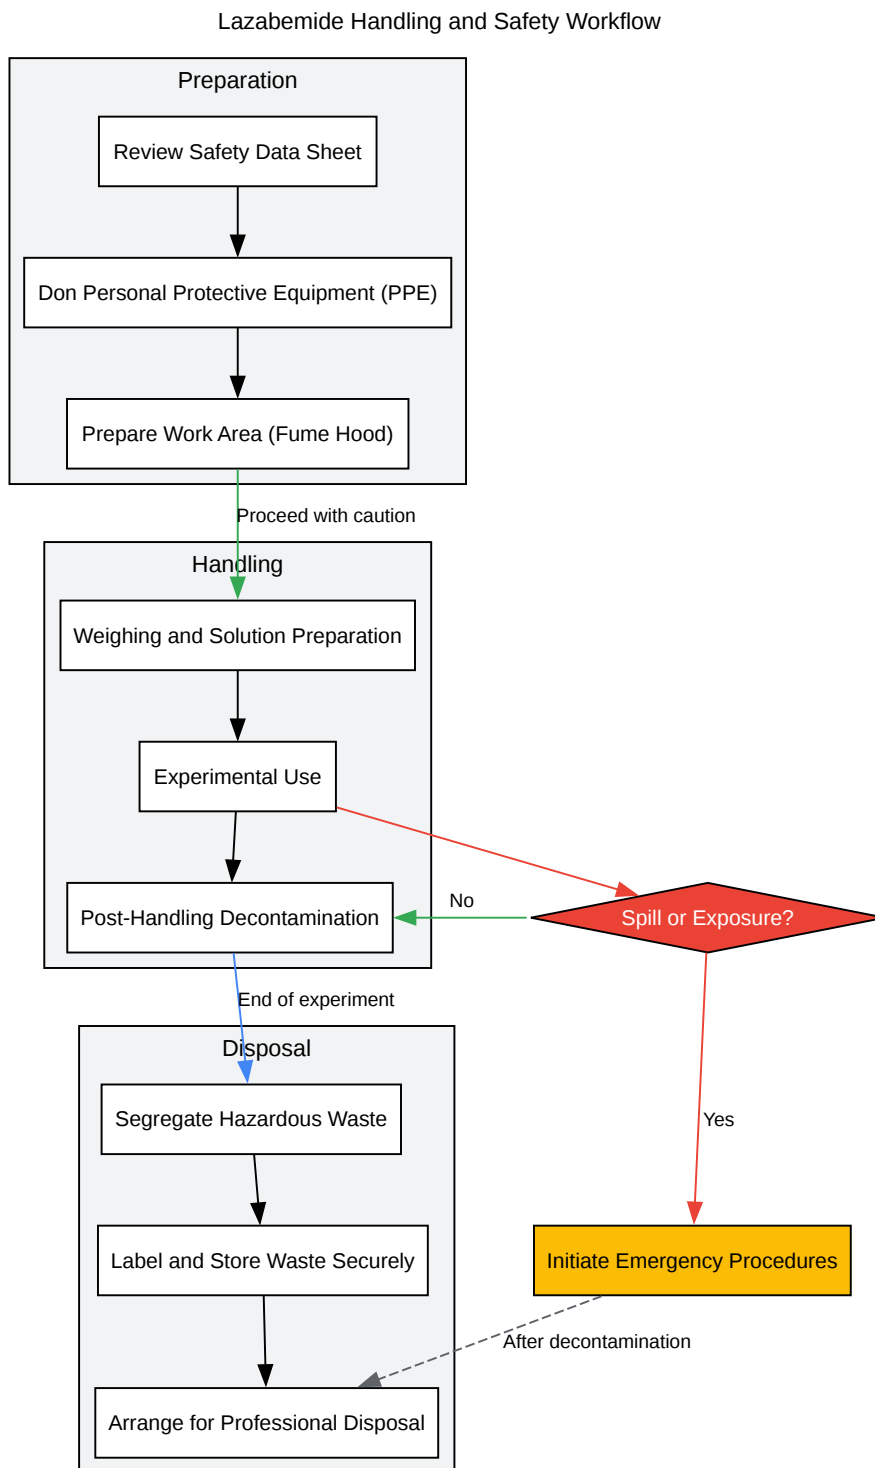 Lazabemide Handling and Safety Workflow
Preparation
Review Safety Data Sheet
Don Personal Protective Equipment (PPE)
Prepare Work Area (Fume Hood)
Proceed with caution
Handling
Weighing and Solution Preparation
Experimental Use
Post-Handling Decontamination
No
Spill or Exposure?
End of experiment
Disposal
Segregate Hazardous Waste
Yes
Label and Store Waste Securely
Initiate Emergency Procedures
After decontamination
Arrange for Professional Disposal